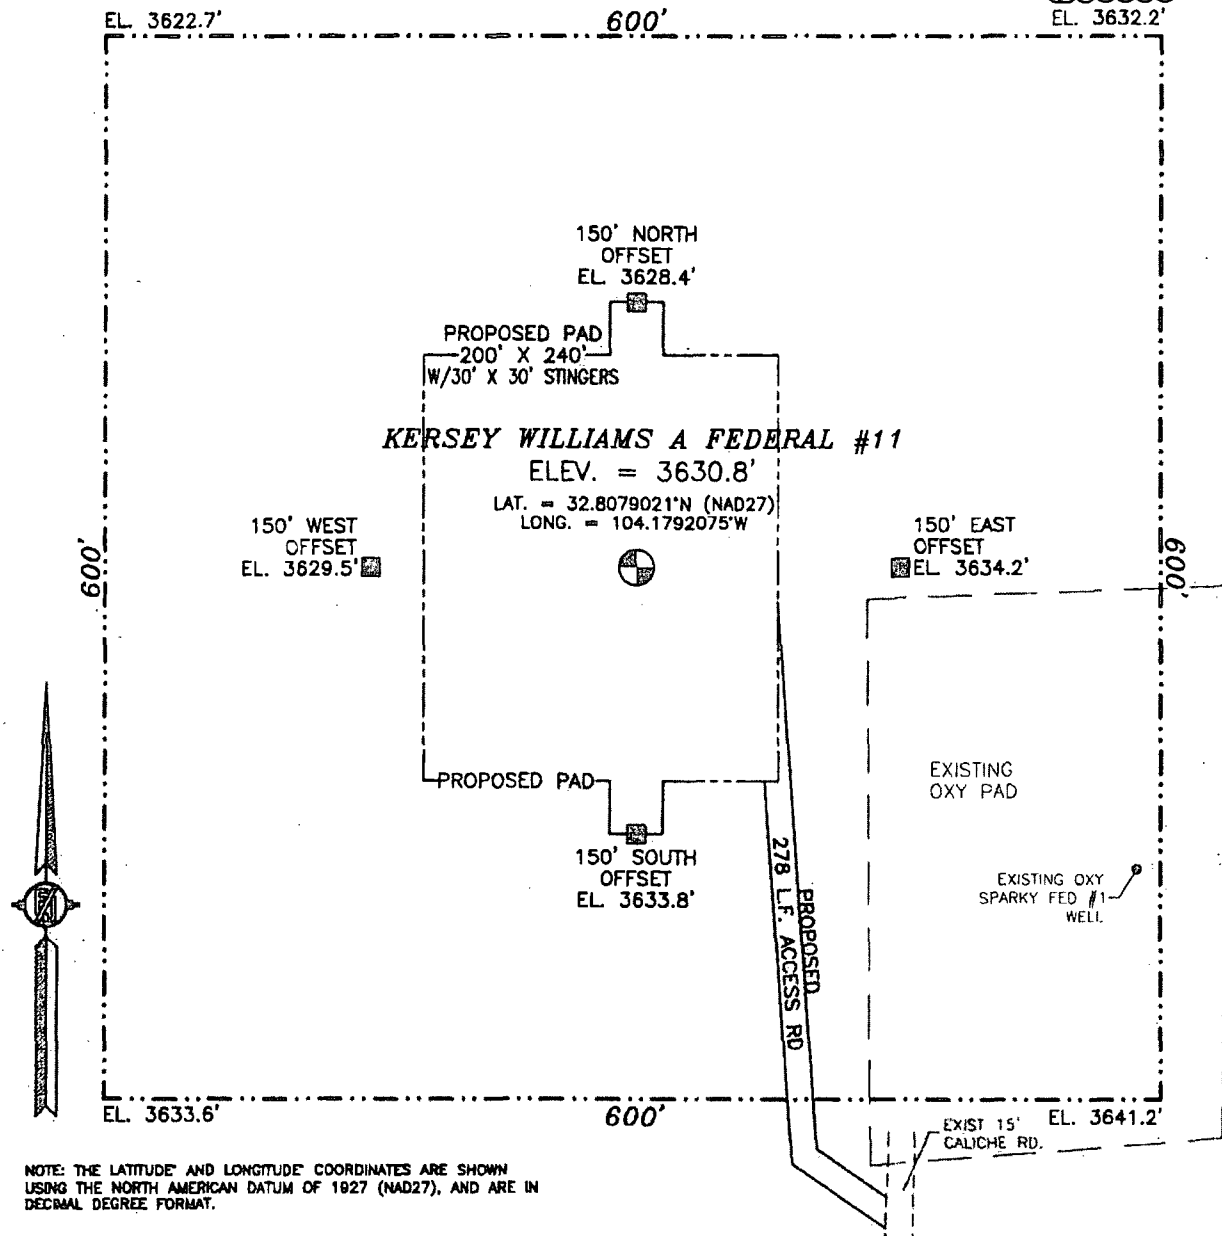 EL. 3622.7'
600'
EL. 3632.2'
150' NORTH
OFFSET
EL. 3628.4'
PROPOSED PAD
200' X 240'
W/30' X 30' STINGERS
KERSEY WILLIAMS A FEDERAL #11
ELEV. = 3630.8'
LAT. = 32.8079021°N (NAD27)
LONG. = 104.1792075°W
150' WEST
OFFSET
EL. 3629.5'
150' EAST
OFFSET
EL. 3634.2'
600'
600'
PROPOSED PAD
150' SOUTH
OFFSET
EL. 3633.8'
EXISTING
OXY PAD
EXISTING OXY
SPARKY FED #1
WELL
PROPOSED
278 L.F. ACCESS RD
EL. 3633.6'
600'
EL. 3641.2'
EXIST 15'
CALICHE RD.
NOTE: THE LATITUDE AND LONGITUDE COORDINATES ARE SHOWN
USING THE NORTH AMERICAN DATUM OF 1927 (NAD27), AND ARE IN
DECIMAL DEGREE FORMAT.